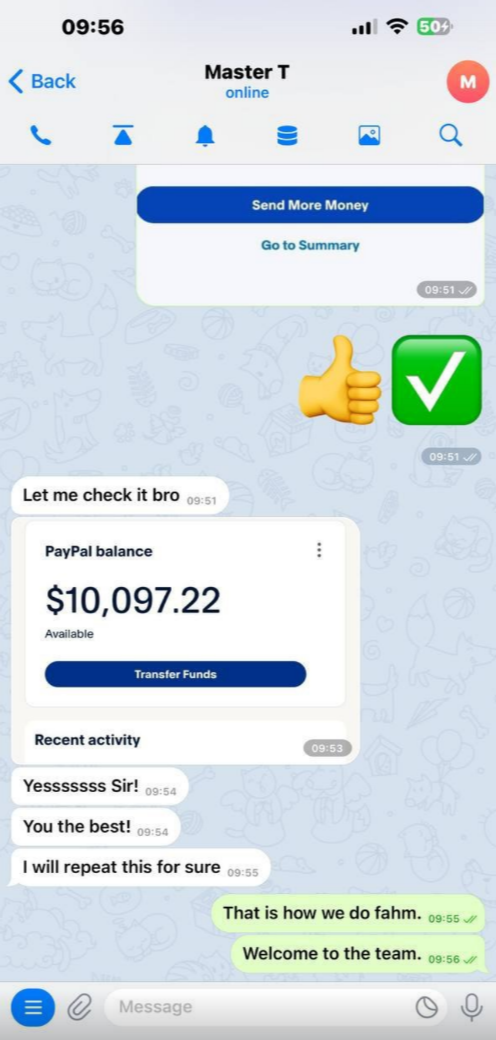 09:56
50
Back
Master T
online
M
Send More Money
Go to Summary
09:51
09:51
Let me check it bro 09:51
PayPal balance
$10,097.22
Available
Transfer Funds
Recent activity
09:53
Yesssssss Sir! 09:54
You the best! 09:54
I will repeat this for sure 09:55
That is how we do fahm. 09:55
Welcome to the team. 09:56
Message